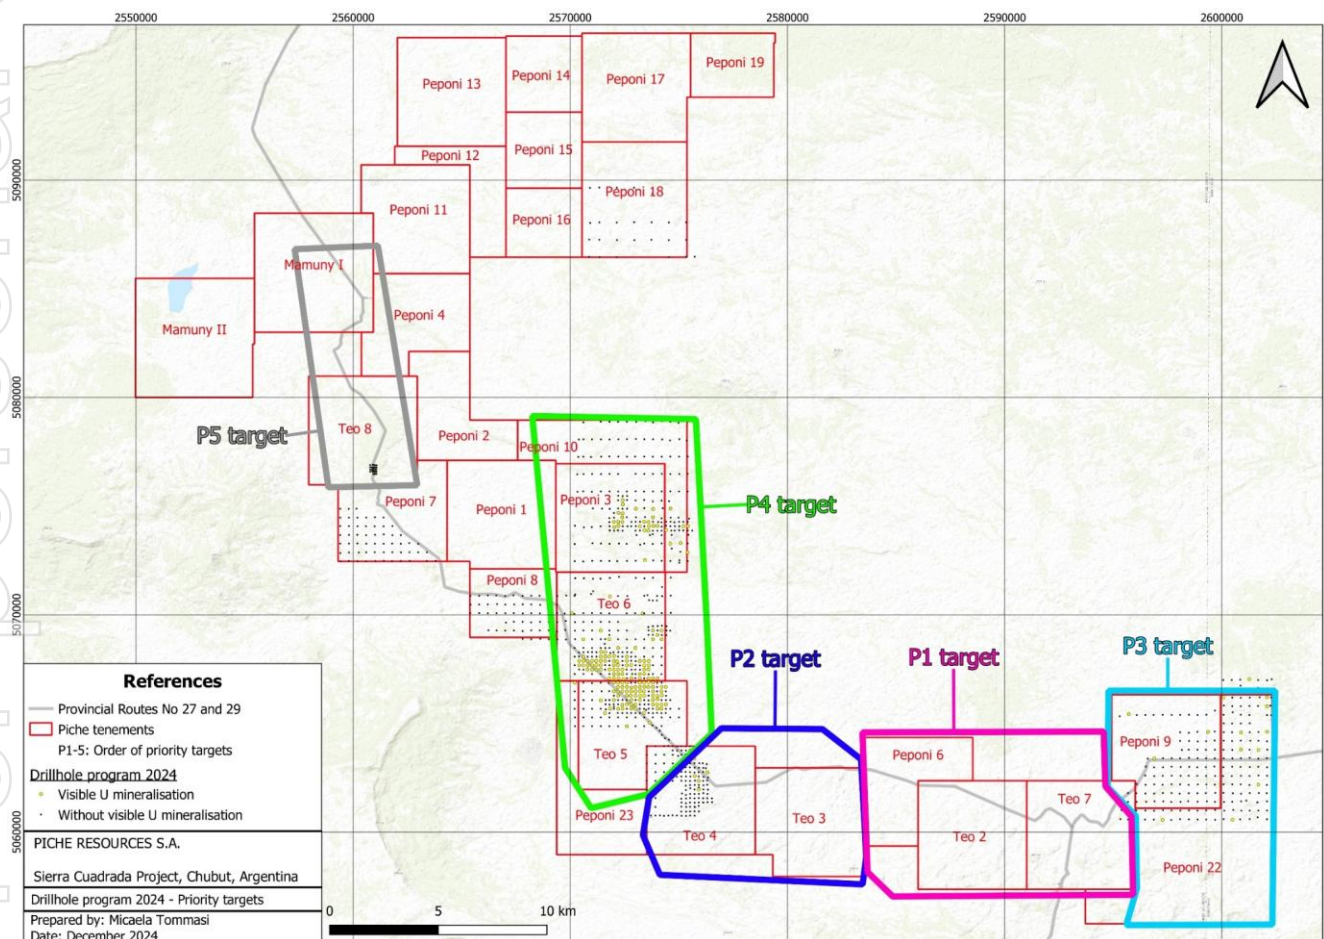 2550000
2560000
2570000
2580000
2590000
2600000
Peponi 13
Peponi 14
Peponi 17
Peponi 19
Peponi 12
Peponi 15
5090000
Peponi 18
Peponi 11
Peponi 16
Mamuny I
Mamuny II
Peponi 4
5080000
P5 target
Teo 8
Peponi 2
Peponi 10
Peponi 7
Peponi 1
Peponi 3
P4 target
Peponi 8
Teo 6
5070000
P2 target
P1 target
P3 target
Teo 5
Peponi 6
Peponi 9
Peponi 23
Teo 4
Teo 3
Teo 2
Teo 7
Peponi 22
5060000
References
Provincial Routes No 27 and 29
Piche tenements
P1-5: Order of priority targets
Drillhole program 2024
Visible U mineralisation
Without visible U mineralisation
PICHE RESOURCES S.A.
Sierra Cuadrada Project, Chubut, Argentina
Drillhole program 2024 - Priority targets
Prepared by: Micaela Tommasi
Date: December 2024
0
5
10 km